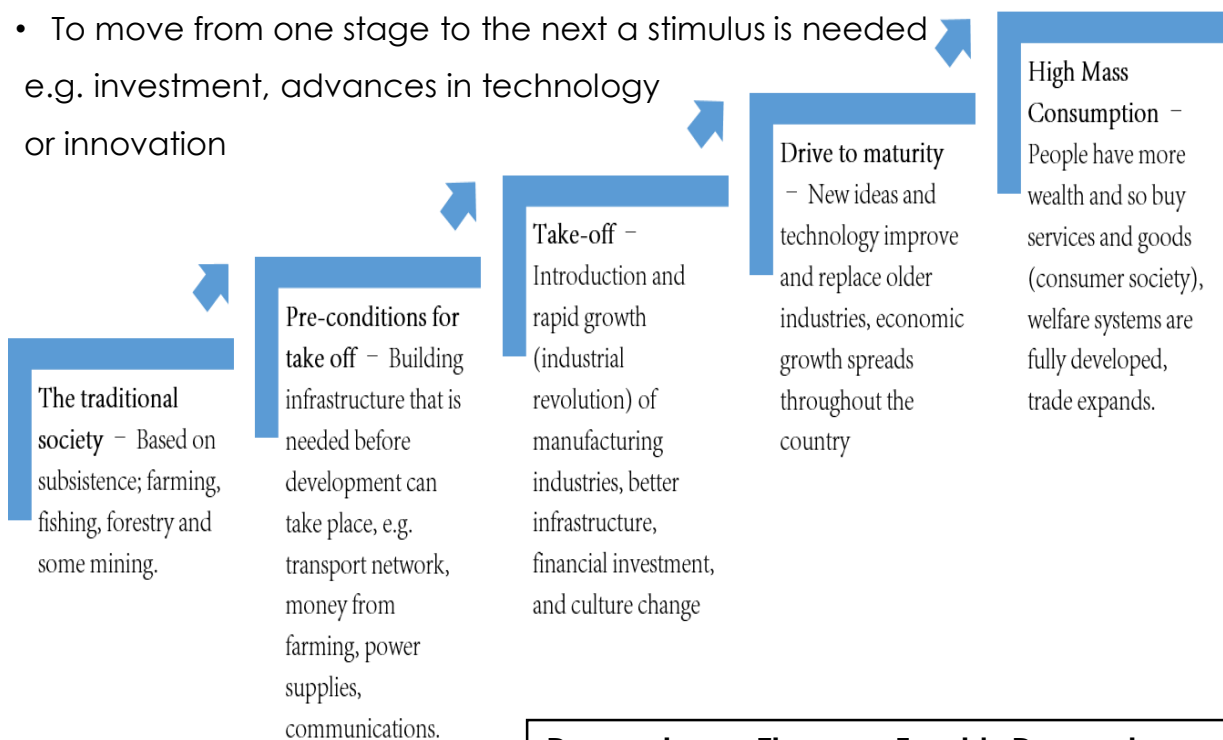 • To move from one stage to the next a stimulus is needed
e.g. investment, advances in technology
or innovation
The traditional
society – Based on
subsistence; farming,
fishing, forestry and
some mining.
Pre-conditions for
take off – Building
infrastructure that is
needed before
development can
take place, e.g.
transport network,
money from
farming, power
supplies,
communications.
Take-off –
Introduction and
rapid growth
(industrial
revolution) of
manufacturing
industries, better
infrastructure,
financial investment,
and culture change
Drive to maturity
– New ideas and
technology improve
and replace older
industries, economic
growth spreads
throughout the
country
High Mass
Consumption –
People have more
wealth and so buy
services and goods
(consumer society),
welfare systems are
fully developed,
trade expands.